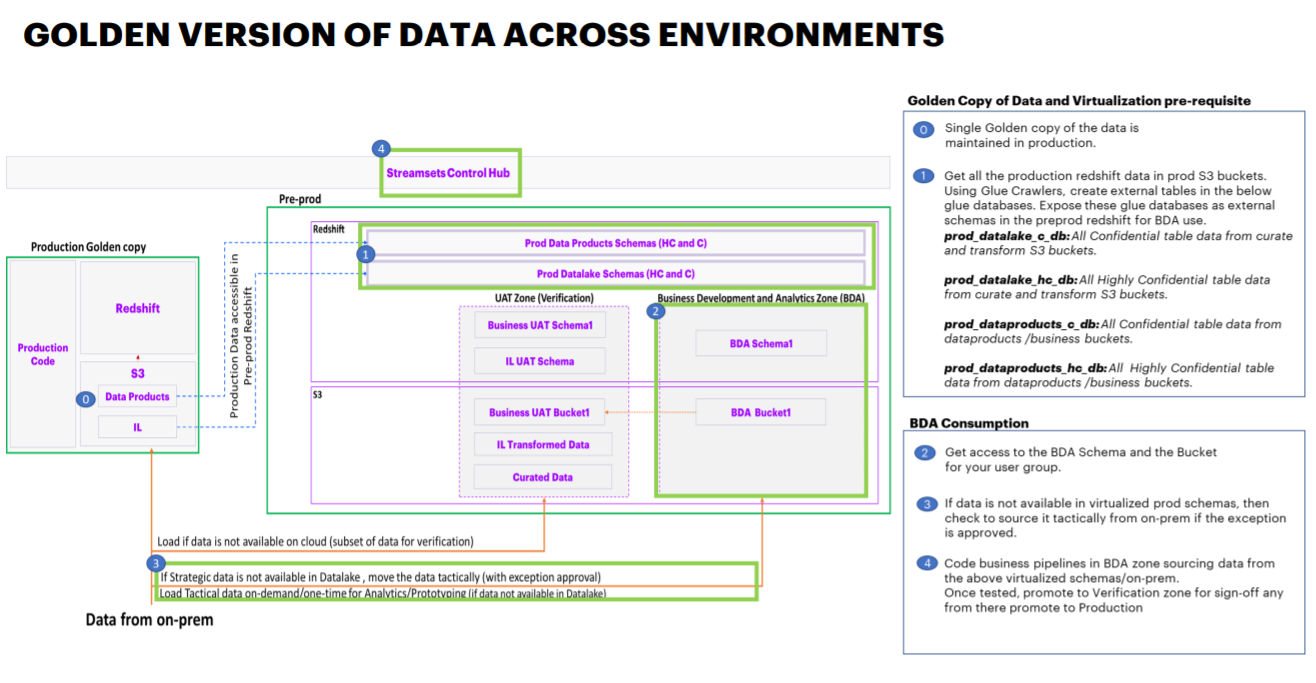 GOLDEN VERSION OF DATA ACROSS ENVIRONMENTS
4
Streamsets Control Hub
Pre-prod
Production Golden copy
Production Code
Redshift
S3
0
Data Products
IL
Production Data accessible in
Pre-prod Redshift
Redshift
1
Prod Data Products Schemas (HC and C)
Prod Datalake Schemas (HC and C)
UAT Zone (Verification)
Business UAT Schema1
IL UAT Schema
Business Development and Analytics Zone (BDA)
2
BDA Schema1
S3
Business UAT Bucket1
BDA Bucket1
IL Transformed Data
Curated Data
Load if data is not available on cloud (subset of data for verification)
3
If Strategic data is not available in Datalake , move the data tactically (with exception approval)
Load Tactical data on-demand/one-time for Analytics/Prototyping (if data not available in Datalake)
Data from on-prem
Golden Copy of Data and Virtualization pre-requisite
0
Single Golden copy of the data is
maintained in production.
1
Get all the production redshift data in prod S3 buckets.
Using Glue Crawlers, create external tables in the below
glue databases. Expose these glue databases as external
schemas in the preprod redshift for BDA use.
prod_datalake_c_db: All Confidential table data from curate
and transform S3 buckets.
prod_datalake_hc_db: All Highly Confidential table data
from curate and transform S3 buckets.
prod_dataproducts_c_db: All Confidential table data from
dataproducts /business buckets.
prod_dataproducts_hc_db: All Highly Confidential table
data from dataproducts /business buckets.
BDA Consumption
2
Get access to the BDA Schema and the Bucket
for your user group.
3
If data is not available in virtualized prod schemas, then
check to source it tactically from on-prem if the exception
is approved.
4
Code business pipelines in BDA zone sourcing data from
the above virtualized schemas/on-prem.
Once tested, promote to Verification zone for sign-off any
from there promote to Production